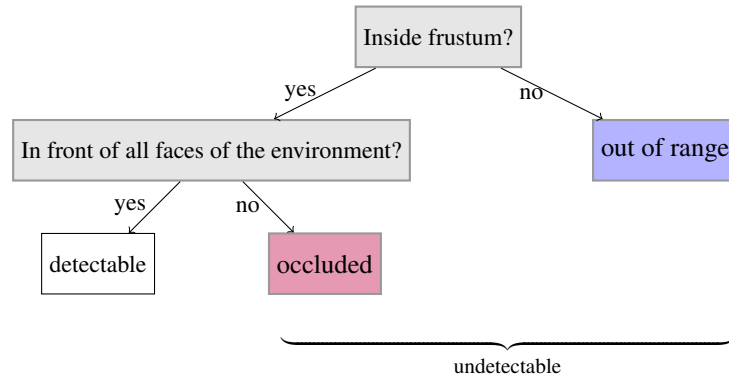 Inside frustum?
yes
no
In front of all faces of the environment?
out of range
yes
no
detectable
occluded
undetectable